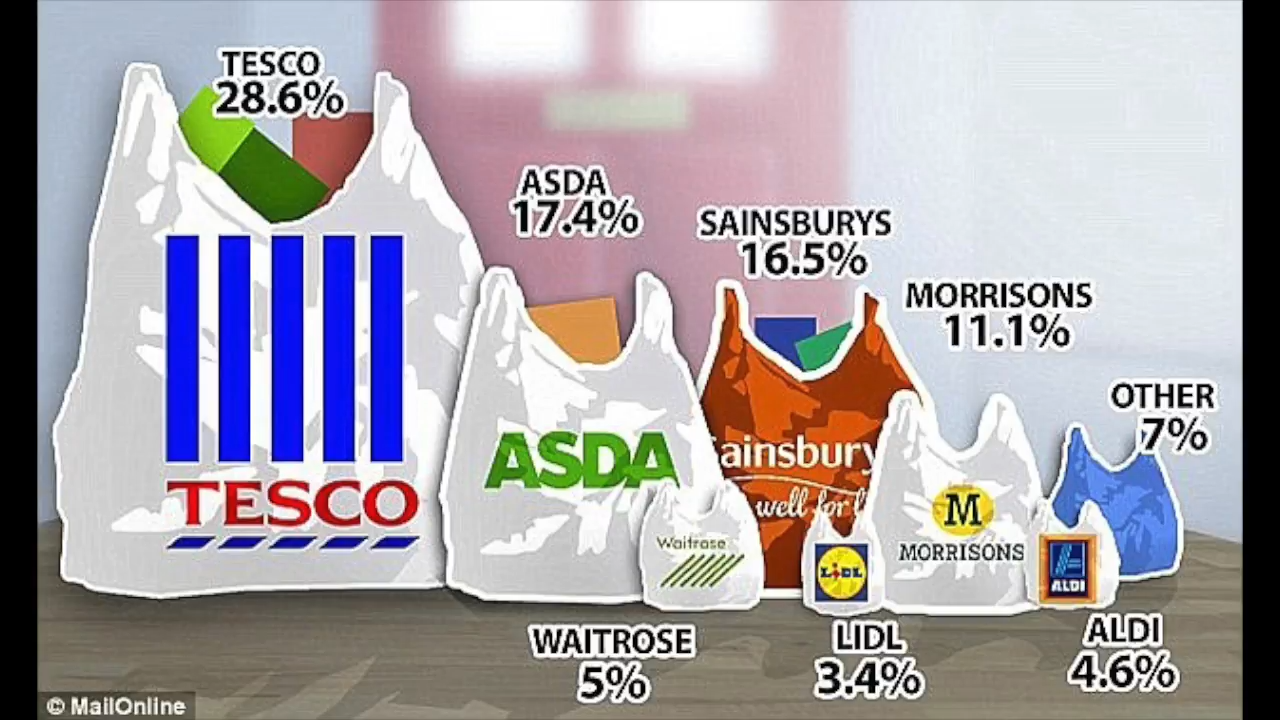 TESCO
28.6%
ASDA
17.4%
SAINSBURYS
16.5%
MORRISONS
11.1%
OTHER
7%
TESCO
ASDA
ainsbury
well for l
Waitrose
LIDL
M
MORRISONS
ALDI
WAITROSE
5%
LIDL
3.4%
ALDI
4.6%
© MailOnline